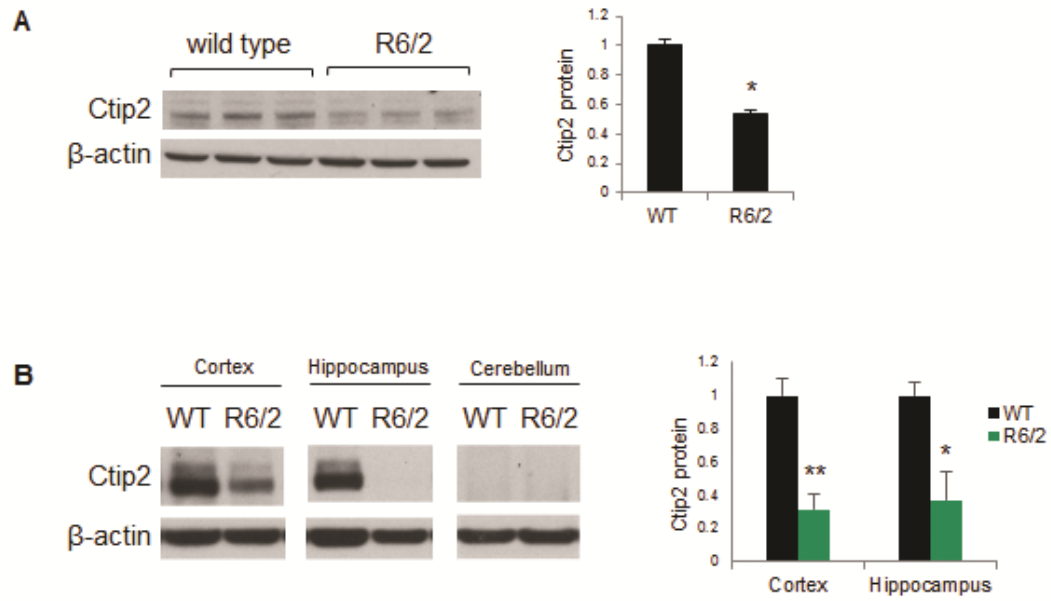 A
wild type R6/2
Ctip2
β-actin
1.2
1
0.8
0.6
0.4
0.2
0
Ctip2 protein
*
WT R6/2
B
Cortex Hippocampus Cerebellum
WT R6/2 WT R6/2 WT R6/2
Ctip2
β-actin
1.2
1
0.8
0.6
0.4
0.2
0
Ctip2 protein
**
*
WT
R6/2
Cortex Hippocampus